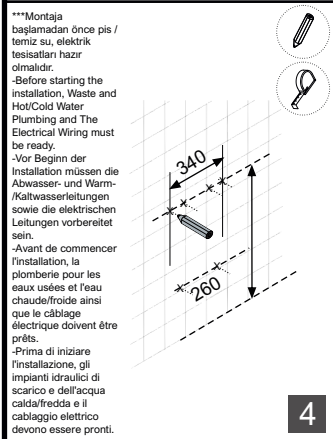 ***Montaja
başlamadan önce pis /
temiz su, elektrik
tesisatları hazır
olmalıdır.
-Before starting the
installation, Waste and
Hot/Cold Water
Plumbing and The
Electrical Wiring must
be ready.
-Vor Beginn der
Installation müssen die
Abwasser- und Warm-
/Kaltwasserleitungen
sowie die elektrischen
Leitungen vorbereitet
sein.
-Avant de commencer
l'installation, la
plomberie pour les
eaux usées et l'eau
chaude/froide ainsi
que le câblage
électrique doivent être
prêts.
-Prima di iniziare
l'installazione, gli
impianti idraulici di
scarico e dell'acqua
calda/fredda e il
cablaggio elettrico
devono essere pronti.
340
260
4